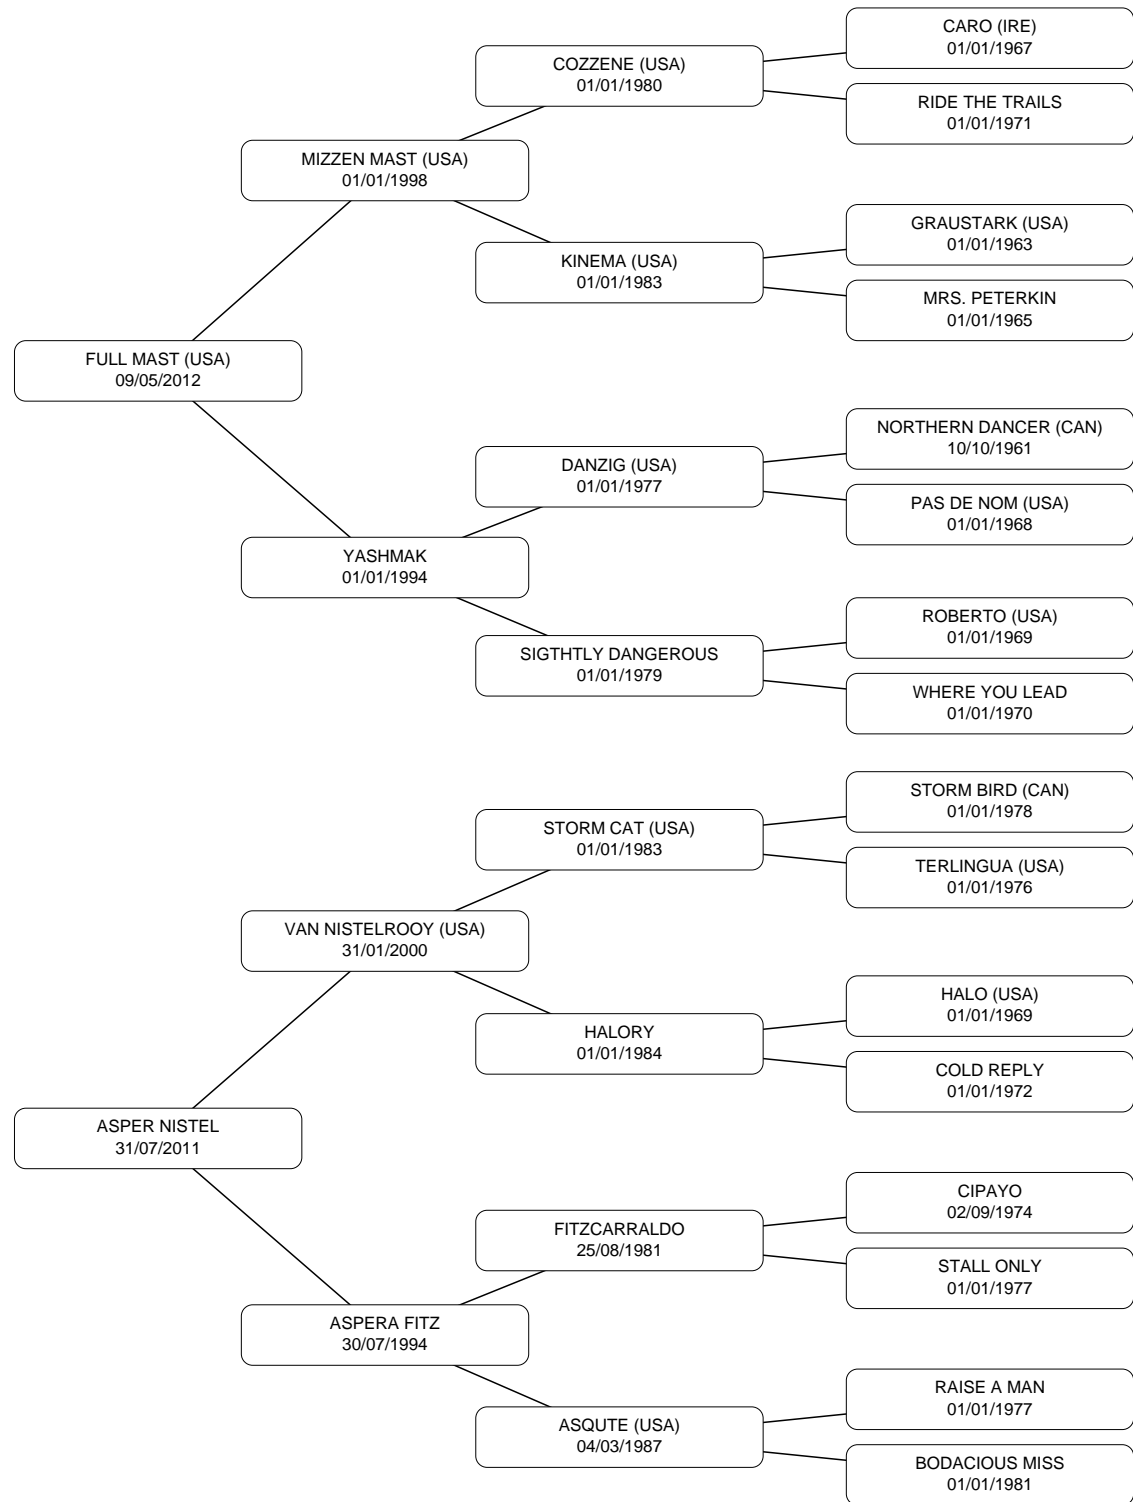 CARO (IRE)
01/01/1967
COZZENE (USA)
01/01/1980
RIDE THE TRAILS
01/01/1971
MIZZEN MAST (USA)
01/01/1998
GRAUSTARK (USA)
01/01/1963
KINEMA (USA)
01/01/1983
MRS. PETERKIN
01/01/1965
FULL MAST (USA)
09/05/2012
NORTHERN DANCER (CAN)
10/10/1961
DANZIG (USA)
01/01/1977
PAS DE NOM (USA)
01/01/1968
YASHMAK
01/01/1994
ROBERTO (USA)
01/01/1969
SIGTHTLY DANGEROUS
01/01/1979
WHERE YOU LEAD
01/01/1970
STORM BIRD (CAN)
01/01/1978
STORM CAT (USA)
01/01/1983
TERLINGUA (USA)
01/01/1976
VAN NISTELROOY (USA)
31/01/2000
HALO (USA)
01/01/1969
HALORY
01/01/1984
COLD REPLY
01/01/1972
ASPER NISTEL
31/07/2011
CIPAYO
02/09/1974
FITZCARRALDO
25/08/1981
STALL ONLY
01/01/1977
ASPERA FITZ
30/07/1994
RAISE A MAN
01/01/1977
ASQUTE (USA)
04/03/1987
BODACIOUS MISS
01/01/1981